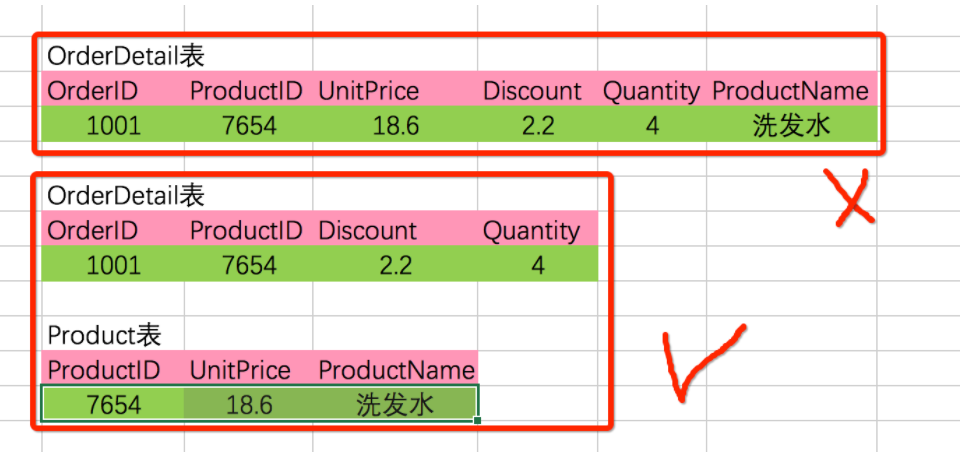 OrderDetail表
OrderID ProductID UnitPrice Discount Quantity ProductName
1001 7654 18.6 2.2 4 洗发水
OrderDetail表
OrderID ProductID Discount Quantity
1001 7654 2.2 4
Product表
ProductID UnitPrice ProductName
7654 18.6 洗发水